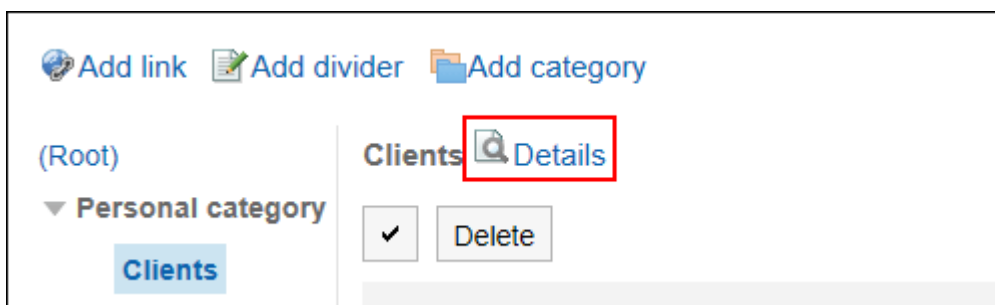 Add link Add divider Add category
(Root)
Personal category
Clients
Clients Details
Delete